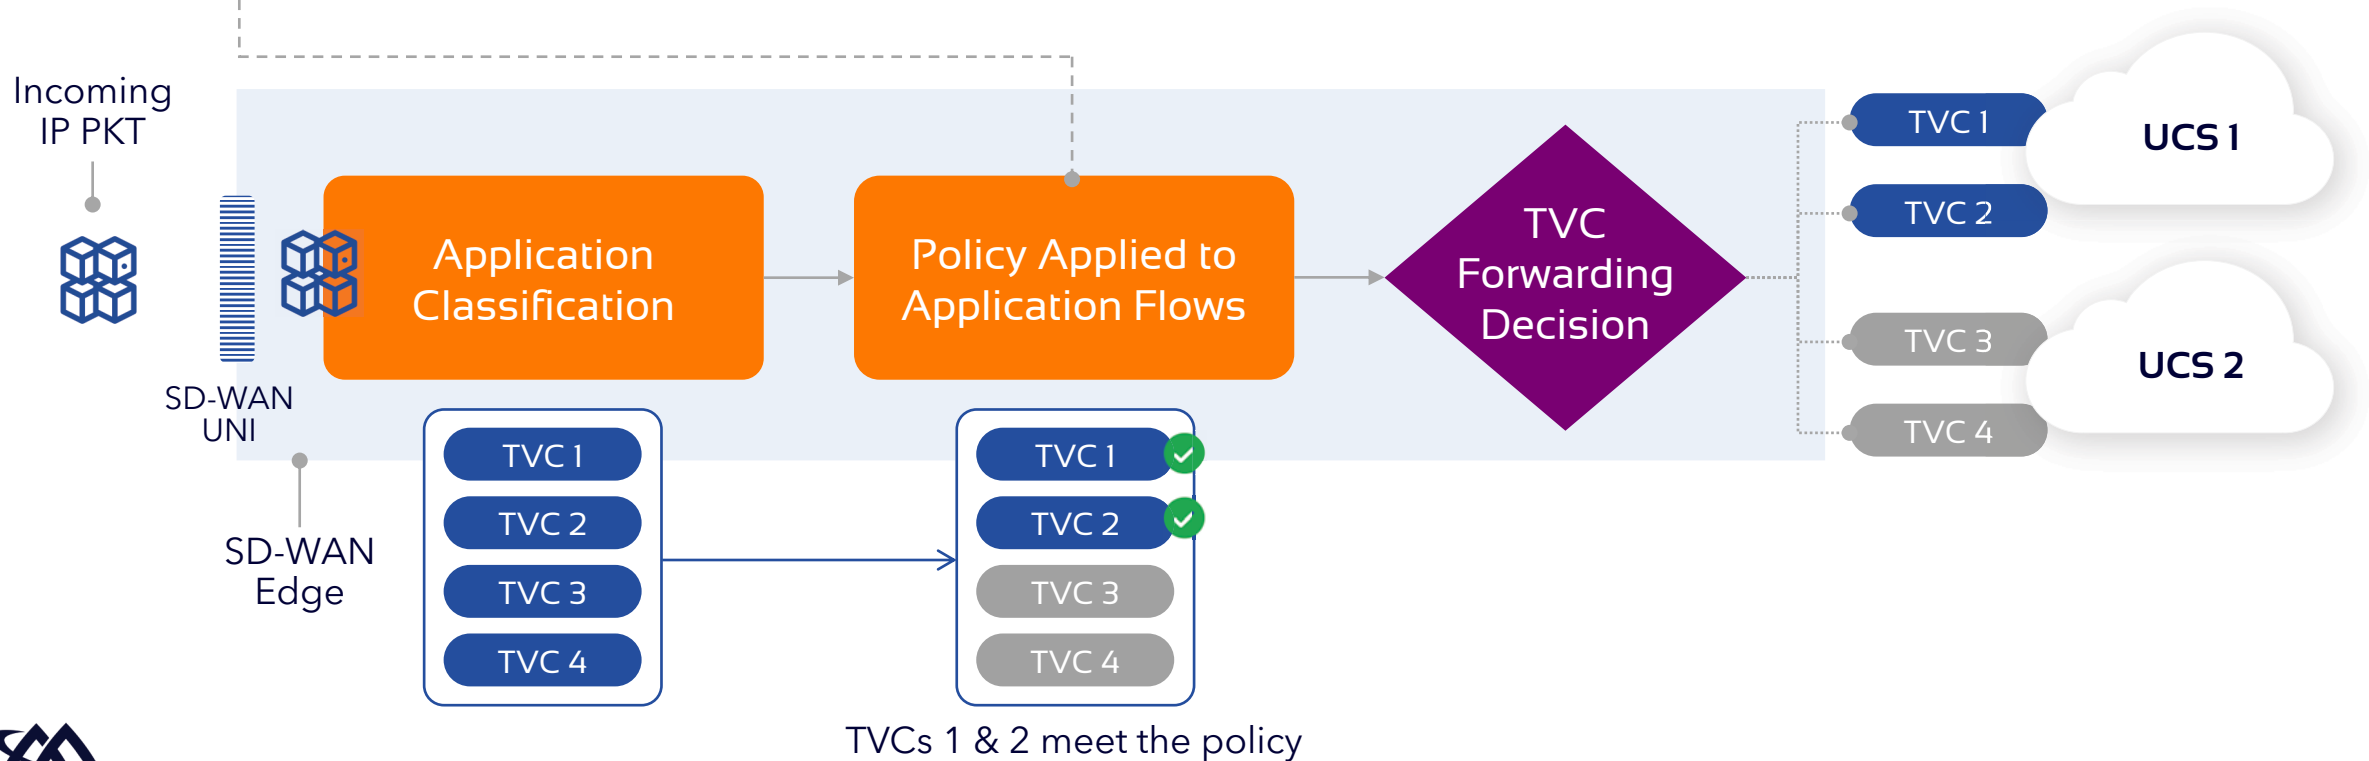 Incoming
IP PKT
SD-WAN
UNI
SD-WAN
Edge
Application
Classification
Policy Applied to
Application Flows
TVC
Forwarding
Decision
TVC 1
TVC 2
TVC 3
TVC 4
UCS 1
UCS 2
TVC 1
TVC 2
TVC 3
TVC 4
TVC 1
TVC 2
TVC 3
TVC 4
TVCs 1 & 2 meet the policy